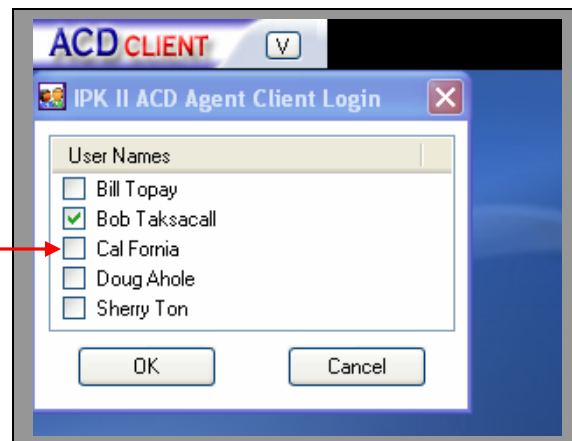 ACD CLIENT V
IPK II ACD Agent Client Login
User Names
Bill Topay
Bob Taksacall
Cal Fornia
Doug Ahole
Sherry Ton
OK Cancel